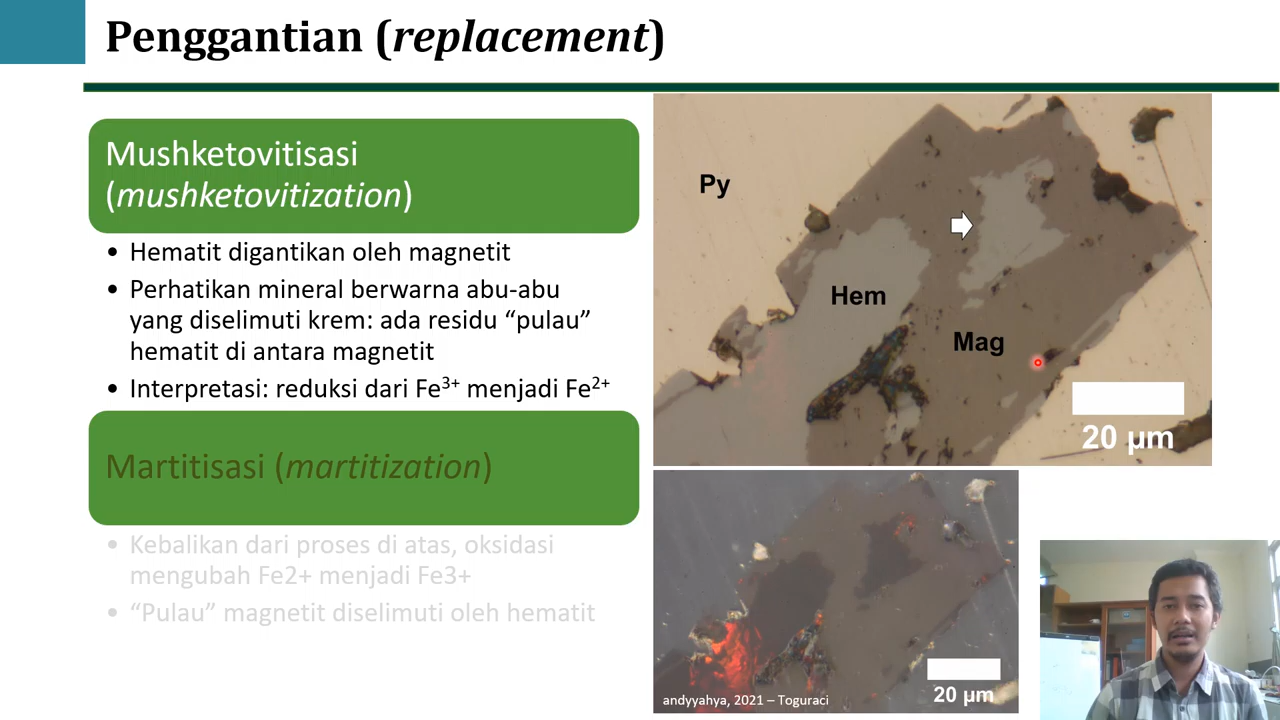 Penggantian (replacement)
Mushketovitisasi
(mushketovitization)
• Hematit digantikan oleh magnetit
• Perhatikan mineral berwarna abu-abu
yang diselimuti krem: ada residu “pulau”
hematit di antara magnetit
• Interpretasi: reduksi dari Fe³⁺ menjadi Fe²⁺
Martitisasi (martitization)
• Kebalikan dari proses di atas, oksidasi
mengubah Fe2+ menjadi Fe3+
• “Pulau” magnetit diselimuti oleh hematit
Py
Hem
Mag
20 µm
andyyahya, 2021 – Toguraci
20 µm